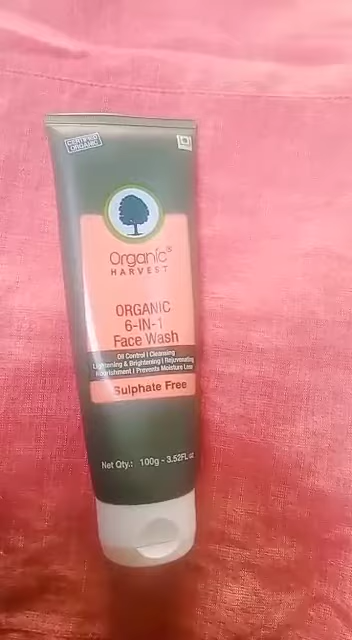 CERTIFIED
ORGANIC
Organic
HARVEST
ORGANIC
6-IN-1
Face Wash
Oil Control | Cleansing
Lightening & Brightening | Rejuvenating
Nourishment | Prevents Moisture Loss
Sulphate Free
Net Qty.: 100g - 3.52FL oz